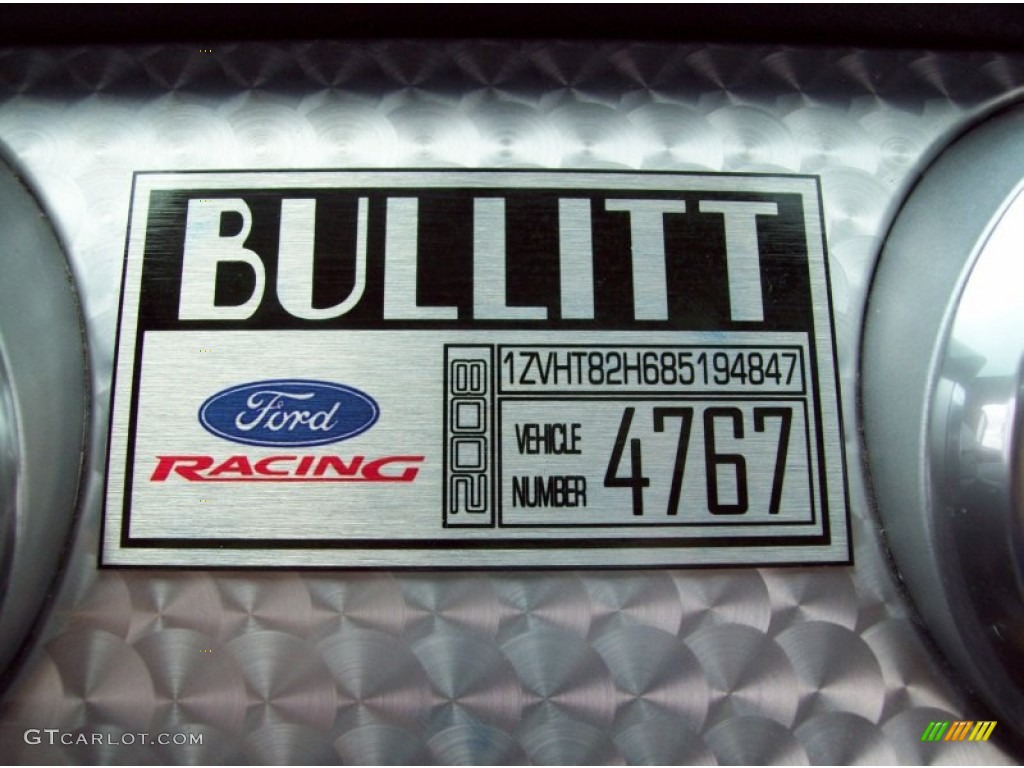 BULLITT
Ford
RACING
2008
1ZVHT82H685194847
VEHICLE
NUMBER
4767
GTCARLOT.COM